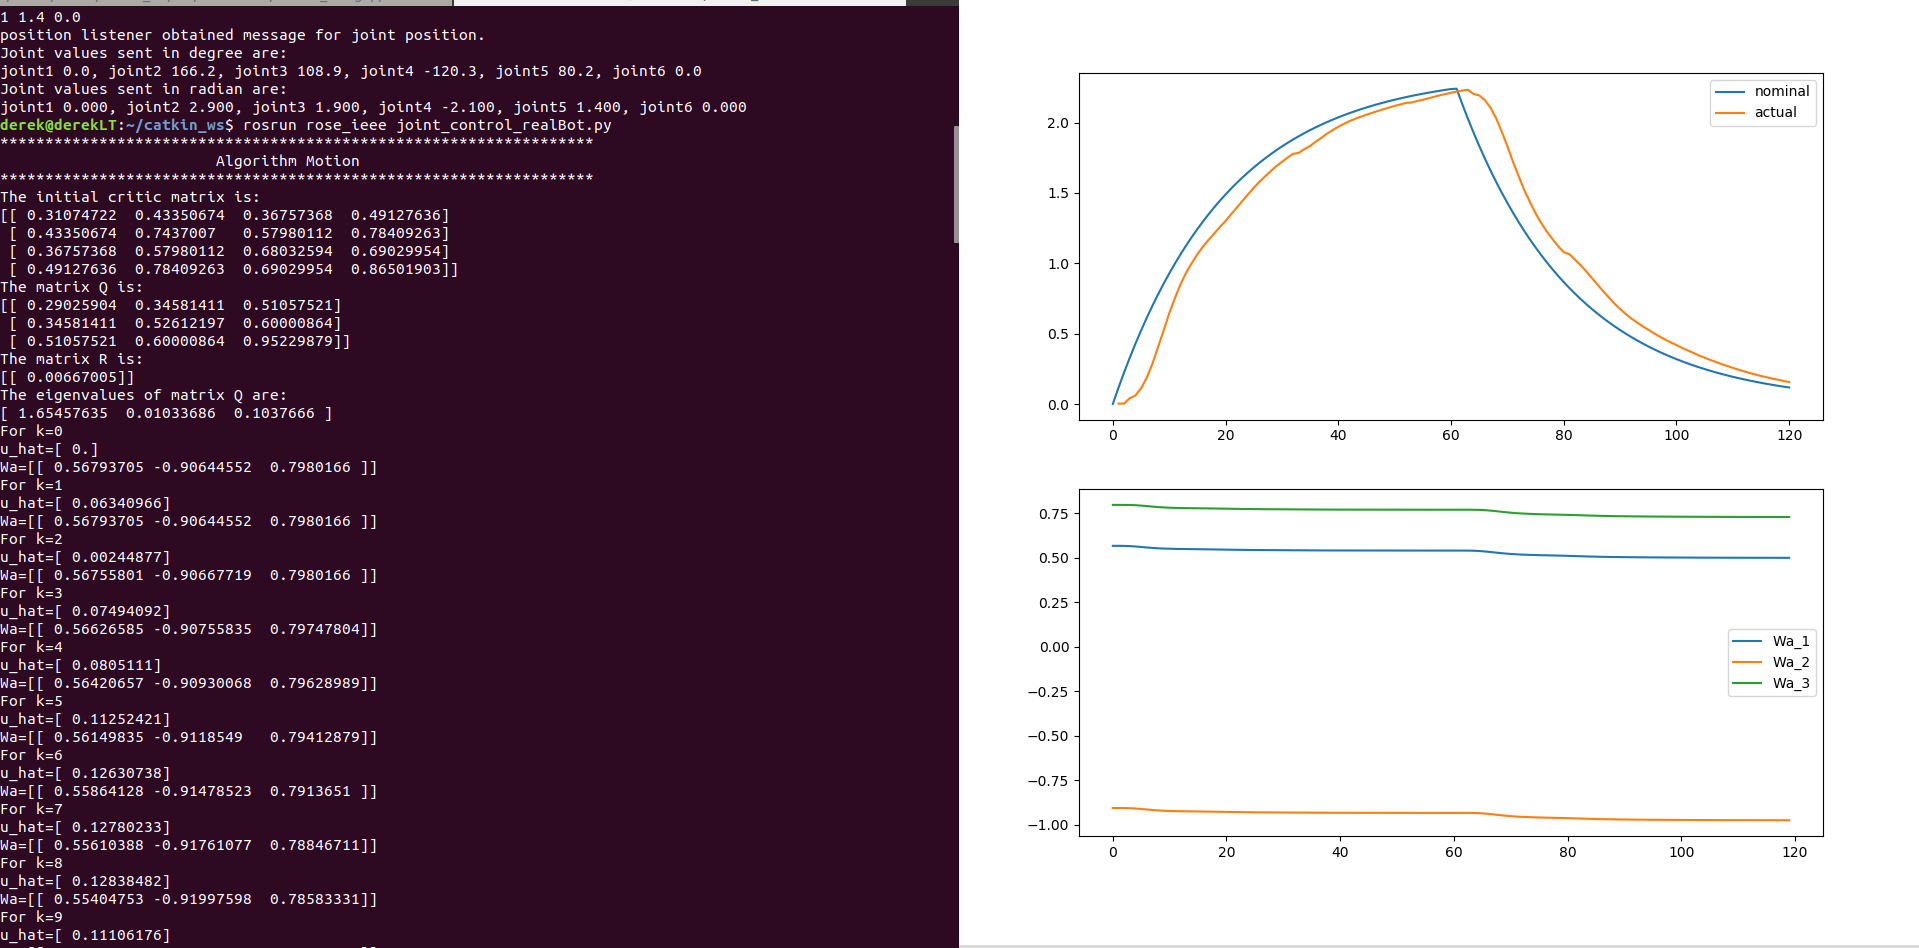 1 1.4 0.0
position listener obtained message for joint position.
Joint values sent in degree are:
joint1 0.0, joint2 166.2, joint3 108.9, joint4 -120.3, joint5 80.2, joint6 0.0
Joint values sent in radian are:
joint1 0.000, joint2 2.900, joint3 1.900, joint4 -2.100, joint5 1.400, joint6 0.000
derek@derekLT:~/catkin_ws$ rosrun rose_ieee joint_control_realBot.py
******************************************************************
Algorithm Motion
******************************************************************
The initial critic matrix is:
[[ 0.31074722  0.43350674  0.36757368  0.49127636]
 [ 0.43350674  0.7437007   0.57980112  0.78409263]
 [ 0.36757368  0.57980112  0.68032594  0.69029954]
 [ 0.49127636  0.78409263  0.69029954  0.86501903]]
The matrix Q is:
[[ 0.29025904  0.34581411  0.51057521]
 [ 0.34581411  0.52612197  0.60000864]
 [ 0.51057521  0.60000864  0.95229879]]
The matrix R is:
[[ 0.00667005]]
The eigenvalues of matrix Q are:
[ 1.65457635  0.01033686  0.1037666 ]
For k=0
u_hat=[ 0.]
Wa=[[ 0.56793705 -0.90644552  0.7980166 ]]
For k=1
u_hat=[ 0.06340966]
Wa=[[ 0.56793705 -0.90644552  0.7980166 ]]
For k=2
u_hat=[ 0.00244877]
Wa=[[ 0.56755801 -0.90667719  0.7980166 ]]
For k=3
u_hat=[ 0.07494092]
Wa=[[ 0.56626585 -0.90755835  0.79747804]]
For k=4
u_hat=[ 0.0805111]
Wa=[[ 0.56420657 -0.90930068  0.79628989]]
For k=5
u_hat=[ 0.11252421]
Wa=[[ 0.56149835 -0.9118549   0.79412879]]
For k=6
u_hat=[ 0.12630738]
Wa=[[ 0.55864128 -0.91478523  0.7913651 ]]
For k=7
u_hat=[ 0.12780233]
Wa=[[ 0.55610388 -0.91761077  0.78846711]]
For k=8
u_hat=[ 0.12838482]
Wa=[[ 0.55404753 -0.91997598  0.78583331]]
For k=9
u_hat=[ 0.11106176]
nominal
actual
2.0
1.5
1.0
0.5
0.0
0 20 40 60 80 100 120
0.75
0.50
0.25
0.00
−0.25
−0.50
−0.75
−1.00
Wa_1
Wa_2
Wa_3
0 20 40 60 80 100 120